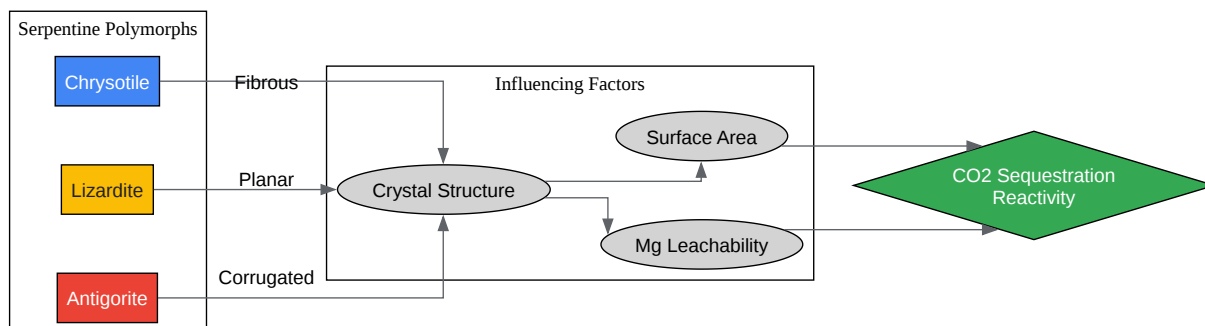 Serpentine Polymorphs
Chrysotile
Fibrous
Influencing Factors
Surface Area
Lizardite
Planar
Crystal Structure
CO2 Sequestration
Reactivity
Mg Leachability
Antigorite
Corrugated